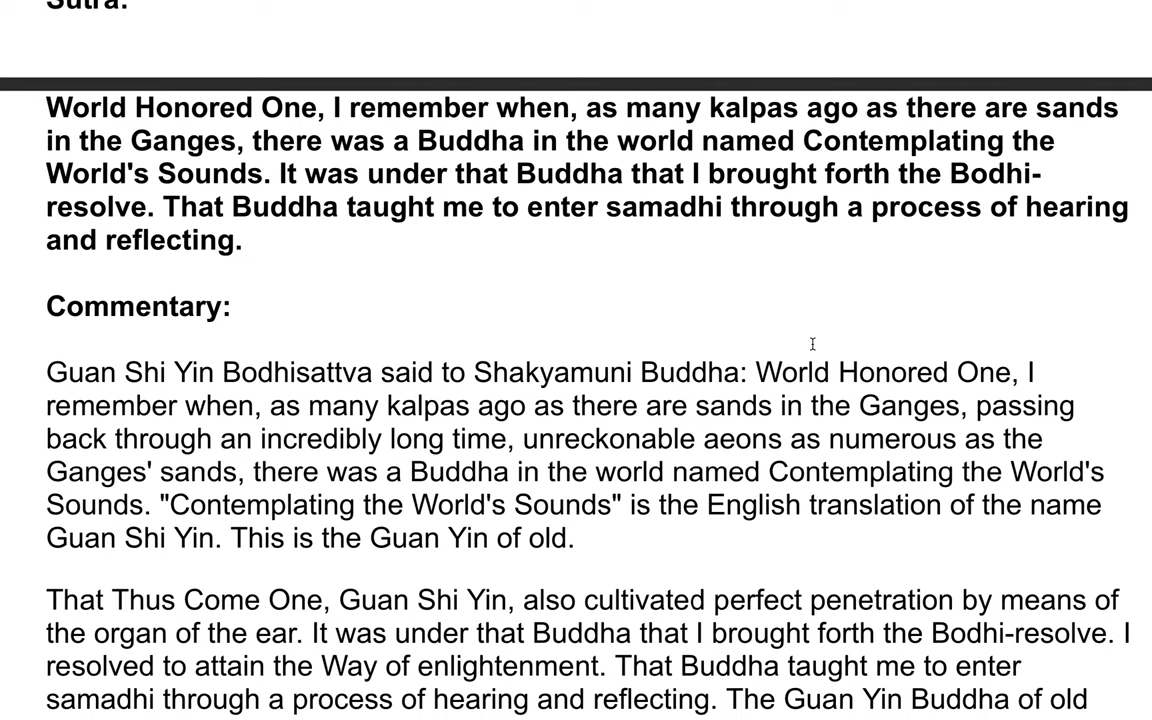 Sutra:
World Honored One, I remember when, as many kalpas ago as there are sands
in the Ganges, there was a Buddha in the world named Contemplating the
World's Sounds. It was under that Buddha that I brought forth the Bodhi-
resolve. That Buddha taught me to enter samadhi through a process of hearing
and reflecting.
Commentary:
Guan Shi Yin Bodhisattva said to Shakyamuni Buddha: World Honored One, I
remember when, as many kalpas ago as there are sands in the Ganges, passing
back through an incredibly long time, unreckonable aeons as numerous as the
Ganges' sands, there was a Buddha in the world named Contemplating the World's
Sounds. "Contemplating the World's Sounds" is the English translation of the name
Guan Shi Yin. This is the Guan Yin of old.
That Thus Come One, Guan Shi Yin, also cultivated perfect penetration by means of
the organ of the ear. It was under that Buddha that I brought forth the Bodhi-resolve. I
resolved to attain the Way of enlightenment. That Buddha taught me to enter
samadhi through a process of hearing and reflecting. The Guan Yin Buddha of old